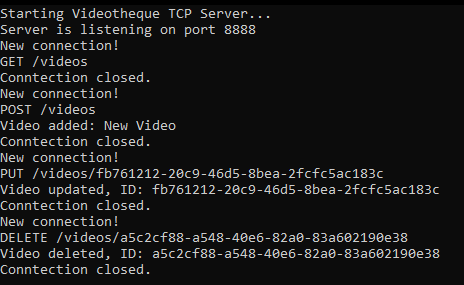 Starting Videotheque TCP Server...
Server is listening on port 8888
New connection!
GET /videos
Conntection closed.
New connection!
POST /videos
Video added: New Video
Conntection closed.
New connection!
PUT /videos/fb761212-20c9-46d5-8bea-2fcfc5ac183c
Video updated, ID: fb761212-20c9-46d5-8bea-2fcfc5ac183c
Conntection closed.
New connection!
DELETE /videos/a5c2cf88-a548-40e6-82a0-83a602190e38
Video deleted, ID: a5c2cf88-a548-40e6-82a0-83a602190e38
Conntection closed.